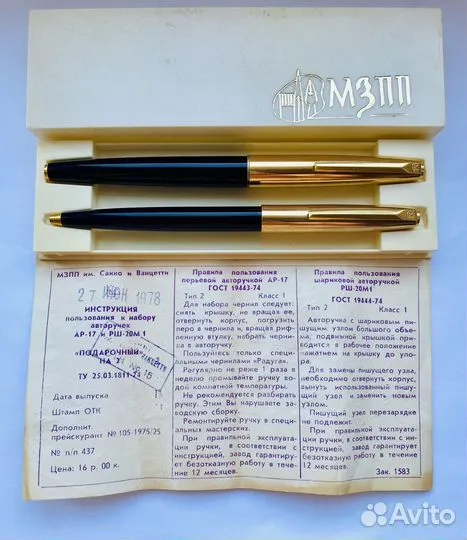 МЗПП
МЗПП им. Сакко и Ванцетти
27 ИЮН 1978
ИНСТРУКЦИЯ
пользования к набору
авторучек
АР-17 и РШ-20М 1
«ПОДАРОЧНЫЙ
НА 2»
ВАНЦЕТТИ
ТУ 25.03.1811-74
Дата выпуска
Штамп ОТК
Дополнит.
прейскурант № 105-1975/25
№ п/п 437
Цена: 16 р. 00 к.
Правила пользования
перьевой авторучкой АР-17
ГОСТ 19443-74
Тип 2 Класс 1
Для набора чернил следует:
снять крышку, не вращая ее,
отвернуть корпус, погрузить
перо в чернила и, вращая риф-
ленную втулку, набрать чернила
в авторучку.
Пользуйтесь только специ-
альными чернилами «Радуга».
Регулярно не реже 1 раза в
неделю промывайте ручку во-
дой комнатной температуры.
Не рекомендуется разбирать
ручку. Этим Вы нарушаете за-
водскую сборку.
Ремонтируйте ручку в специ-
альных мастерских.
При правильной эксплуата-
ции ручки, в соответствии с ин-
струкцией, завод гарантирует
безотказную работу в течение
12 месяцев.
Правила пользования
шариковой авторучкой
РШ-20М1
ГОСТ 19444-74
Тип 2 Класс 1
Авторучка с шариковым пи-
шущим узлом большого объе-
ма, подвижной крышкой при-
водится в рабочее положение
нажатием на крышку до упо-
ра.
Для замены пишущего узла,
необходимо отвернуть корпус,
вынуть использованный пишу-
щий узел и заменить новым
узлом.
Пишущий узел перезарядке
не подлежит.
При правильной эксплуата-
ции ручки, в соответствии с ин-
струкцией, завод гарантирует
безотказную работу в течение
12 месяцев.
Зак. 1583
Avito